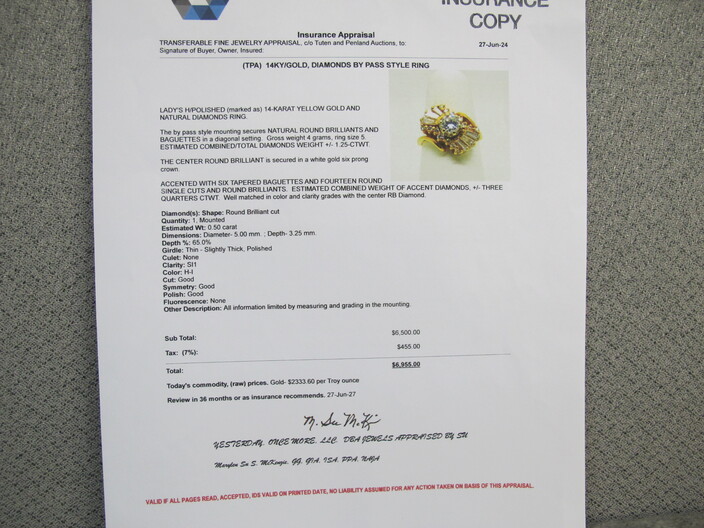 INSURANCE
COPY
Insurance Appraisal
TRANSFERABLE FINE JEWELRY APPRAISAL, c/o Tuten and Penland Auctions, to:
27-Jun-24
Signature of Buyer, Owner, Insured:
(TPA) 14KY/GOLD, DIAMONDS BY PASS STYLE RING
LADY'S H/POLISHED (marked as) 14-KARAT YELLOW GOLD AND
NATURAL DIAMONDS RING.
The by pass style mounting secures NATURAL ROUND BRILLIANTS AND
BAGUETTES in a diagonal setting. Gross weight 4 grams, ring size 5.
ESTIMATED COMBINED/TOTAL DIAMONDS WEIGHT +/- 1.25-CTWT.
THE CENTER ROUND BRILLIANT is secured in a white gold six prong
crown.
ACCENTED WITH SIX TAPERED BAGUETTES AND FOURTEEN ROUND
SINGLE CUTS AND ROUND BRILLIANTS. ESTIMATED COMBINED WEIGHT OF ACCENT DIAMONDS, +/- THREE
QUARTERS CTWT. Well matched in color and clarity grades with the center RB Diamond.
Diamond(s): Shape: Round Brilliant cut
Quantity: 1, Mounted
Estimated Wt: 0.50 carat
Dimensions: Diameter- 5.00 mm. ; Depth- 3.25 mm.
Depth %: 65.0%
Girdle: Thin - Slightly Thick, Polished
Culet: None
Clarity: SI1
Color: H-I
Cut: Good
Symmetry: Good
Polish: Good
Fluorescence: None
Other Description: All information limited by measuring and grading in the mounting.
Sub Total: $6,500.00
Tax: (7%): $455.00
Total: $6,955.00
Today's commodity, (raw) prices, Gold- $2333.60 per Troy ounce
Review in 36 months or as insurance recommends. 27-Jun-27
YESTERDAY, ONCE MORE, LLC, DBA JEWELS APPRAISED BY SU
Marylou Su S. McKenzie, GG, GIA, ISA, PPA, NAJA
VALID IF ALL PAGES READ, ACCEPTED, IDS VALID ON PRINTED DATE, NO LIABILITY ASSUMED FOR ANY ACTION TAKEN ON BASIS OF THIS APPRAISAL.